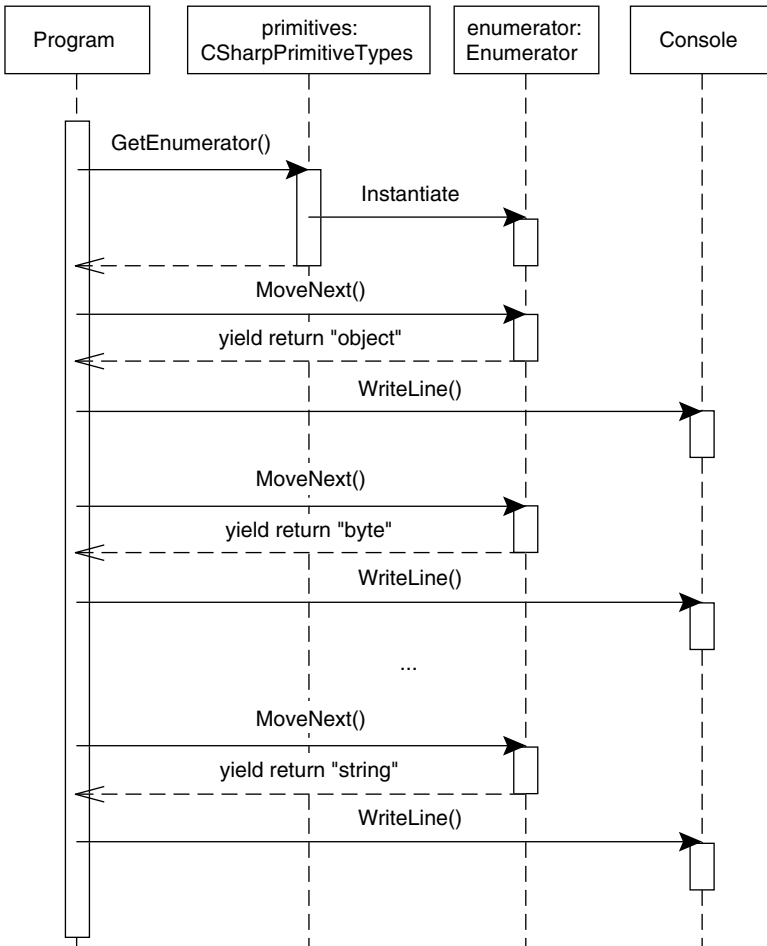 Program
primitives:
CSharpPrimitiveTypes
enumerator:
Enumerator
Console
GetEnumerator()
Instantiate
MoveNext()
yield return "object"
WriteLine()
MoveNext()
yield return "byte"
WriteLine()
...
MoveNext()
yield return "string"
WriteLine()